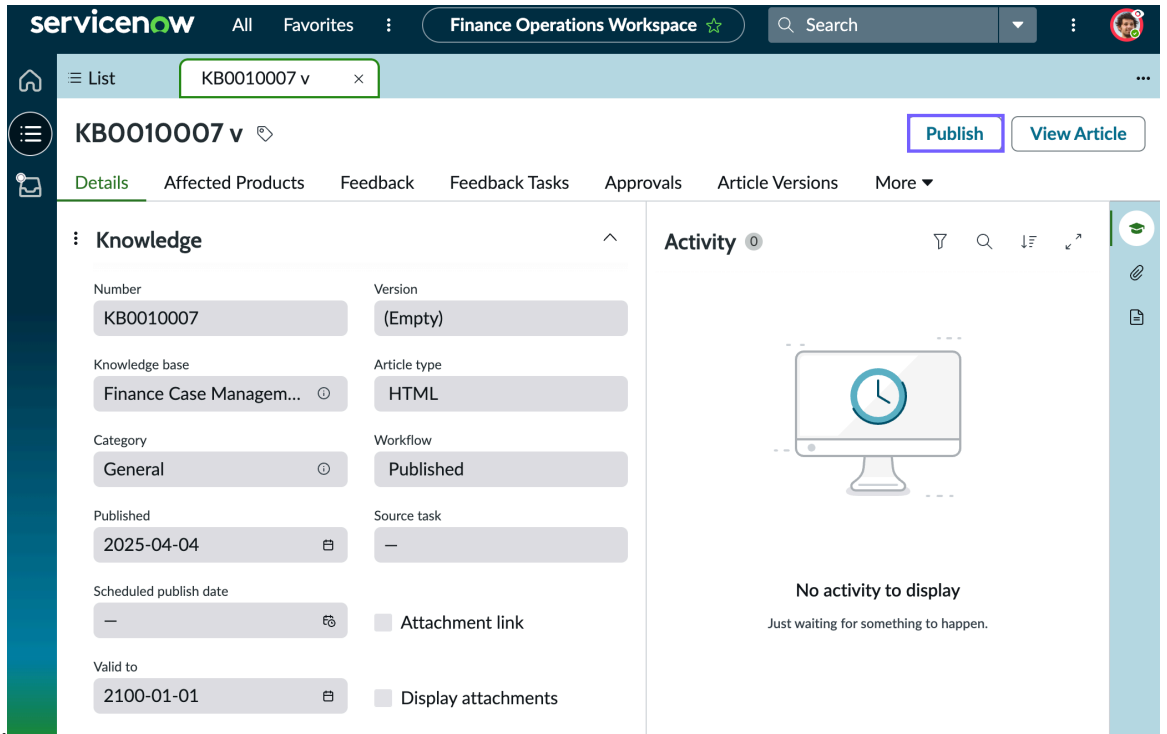 servicenow All Favorites Finance Operations Workspace Search
List KB0010007 v
KB0010007 v Publish View Article
Details Affected Products Feedback Feedback Tasks Approvals Article Versions More
Knowledge
Activity 0
Number Version
KB0010007 (Empty)
Knowledge base Article type
Finance Case Managem... HTML
Category Workflow
General Published
Published Source task
2025-04-04 —
Scheduled publish date
— Attachment link
Valid to
2100-01-01 Display attachments
No activity to display
Just waiting for something to happen.